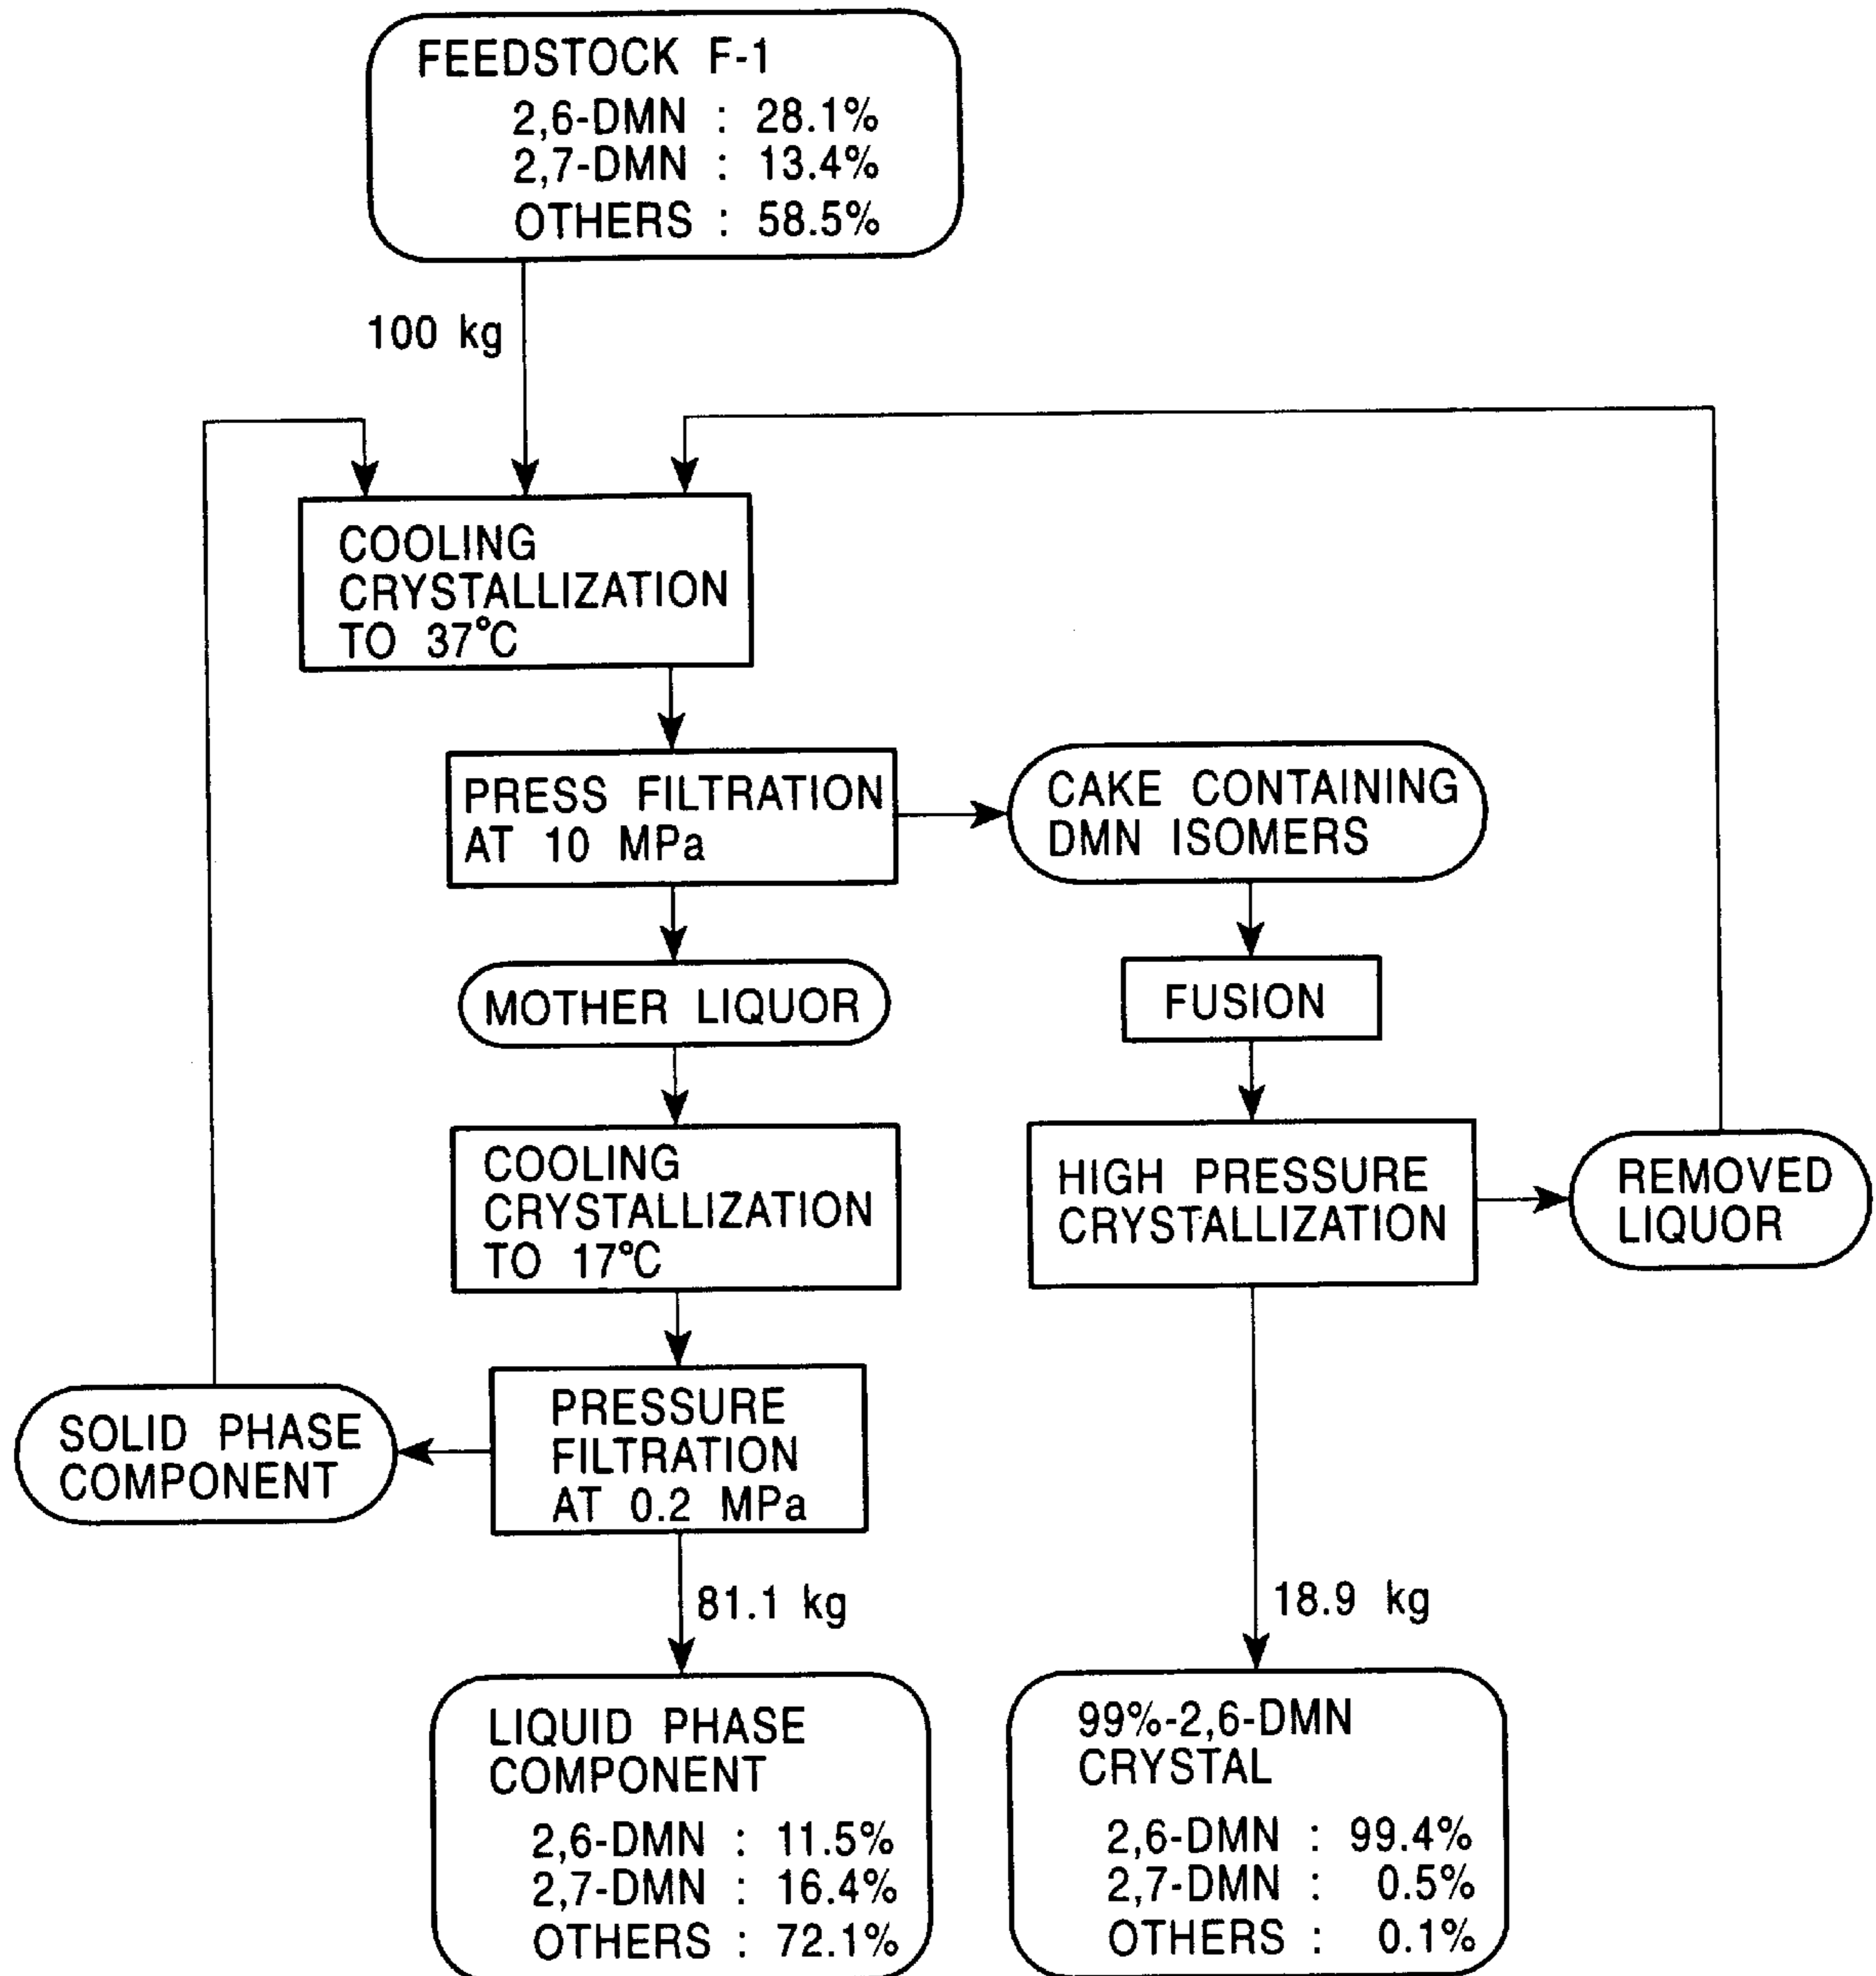 FEEDSTOCK F-1
2,6-DMN : 28.1%
2,7-DMN : 13.4%
OTHERS : 58.5%
100 kg
COOLING
CRYSTALLIZATION
TO 37°C
PRESS FILTRATION
AT 10 MPa
CAKE CONTAINING
DMN ISOMERS
MOTHER LIQUOR
FUSION
COOLING
CRYSTALLIZATION
TO 17°C
HIGH PRESSURE
CRYSTALLIZATION
REMOVED
LIQUOR
SOLID PHASE
COMPONENT
PRESSURE
FILTRATION
AT 0.2 MPa
81.1 kg
18.9 kg
LIQUID PHASE
COMPONENT
2,6-DMN : 11.5%
2,7-DMN : 16.4%
OTHERS : 72.1%
99%-2,6-DMN
CRYSTAL
2,6-DMN : 99.4%
2,7-DMN : 0.5%
OTHERS : 0.1%